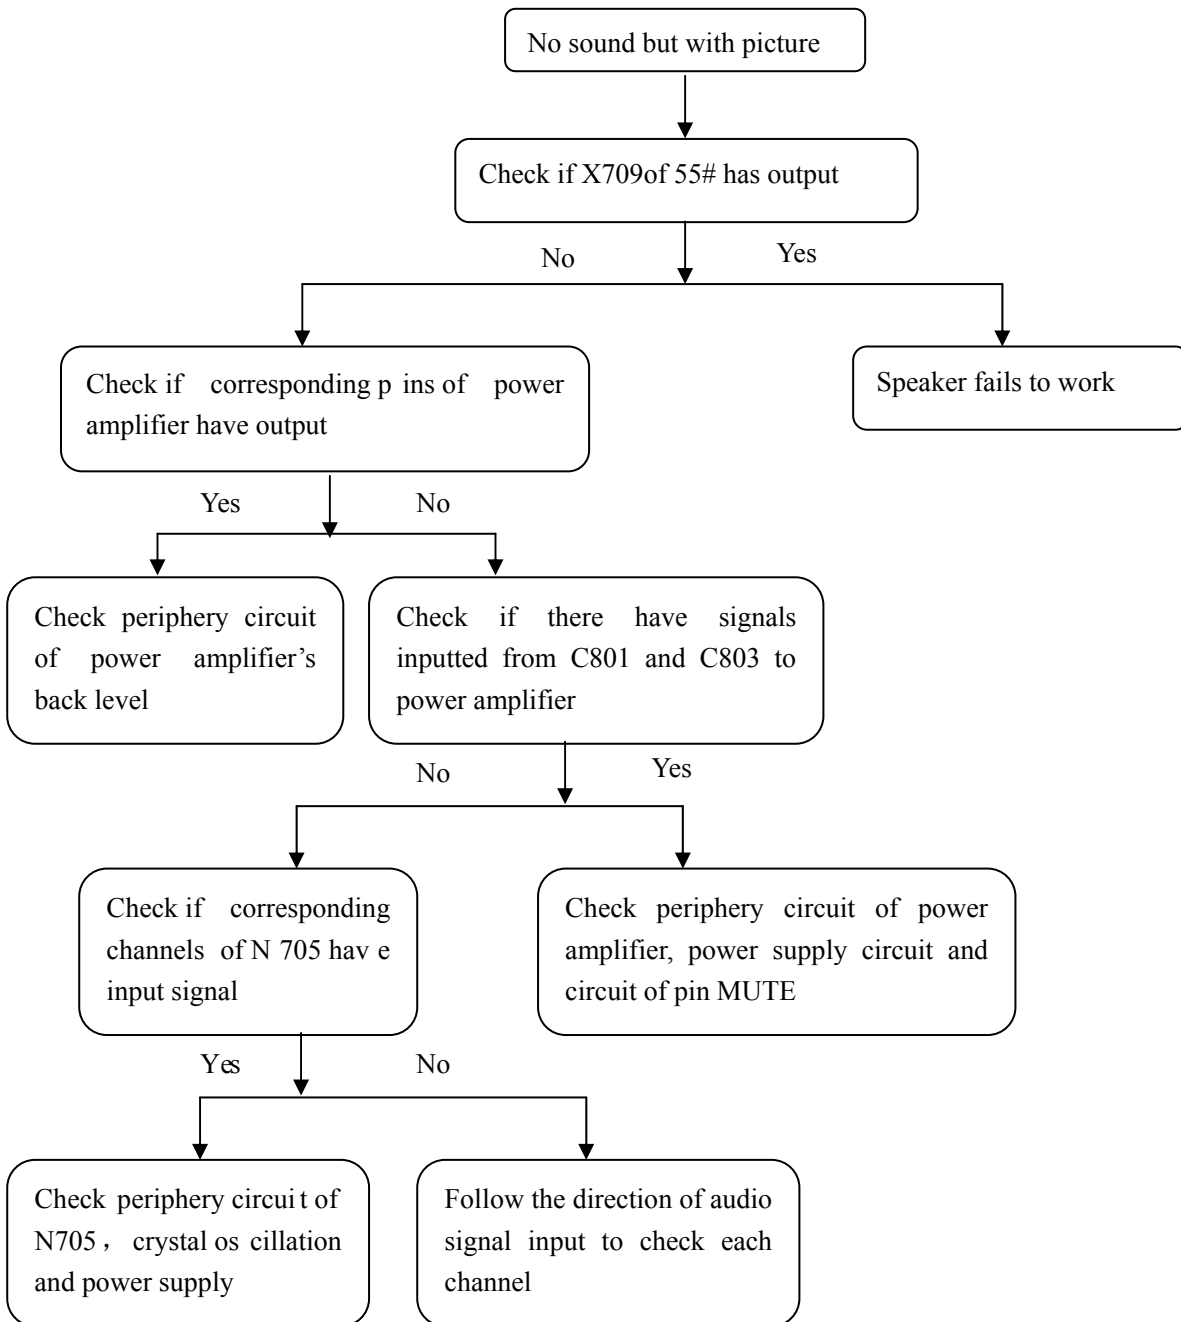 No sound but with picture
Check if X709of 55# has output
No
Yes
Check if corresponding p ins of power
amplifier have output
Speaker fails to work
Yes
No
Check periphery circuit
of power amplifier’s
back level
Check if there have signals
inputted from C801 and C803 to
power amplifier
No
Yes
Check if corresponding
channels of N 705 hav e
input signal
Check periphery circuit of power
amplifier, power supply circuit and
circuit of pin MUTE
Yes
No
Check periphery circui t of
N705， crystal os cillation
and power supply
Follow the direction of audio
signal input to check each
channel